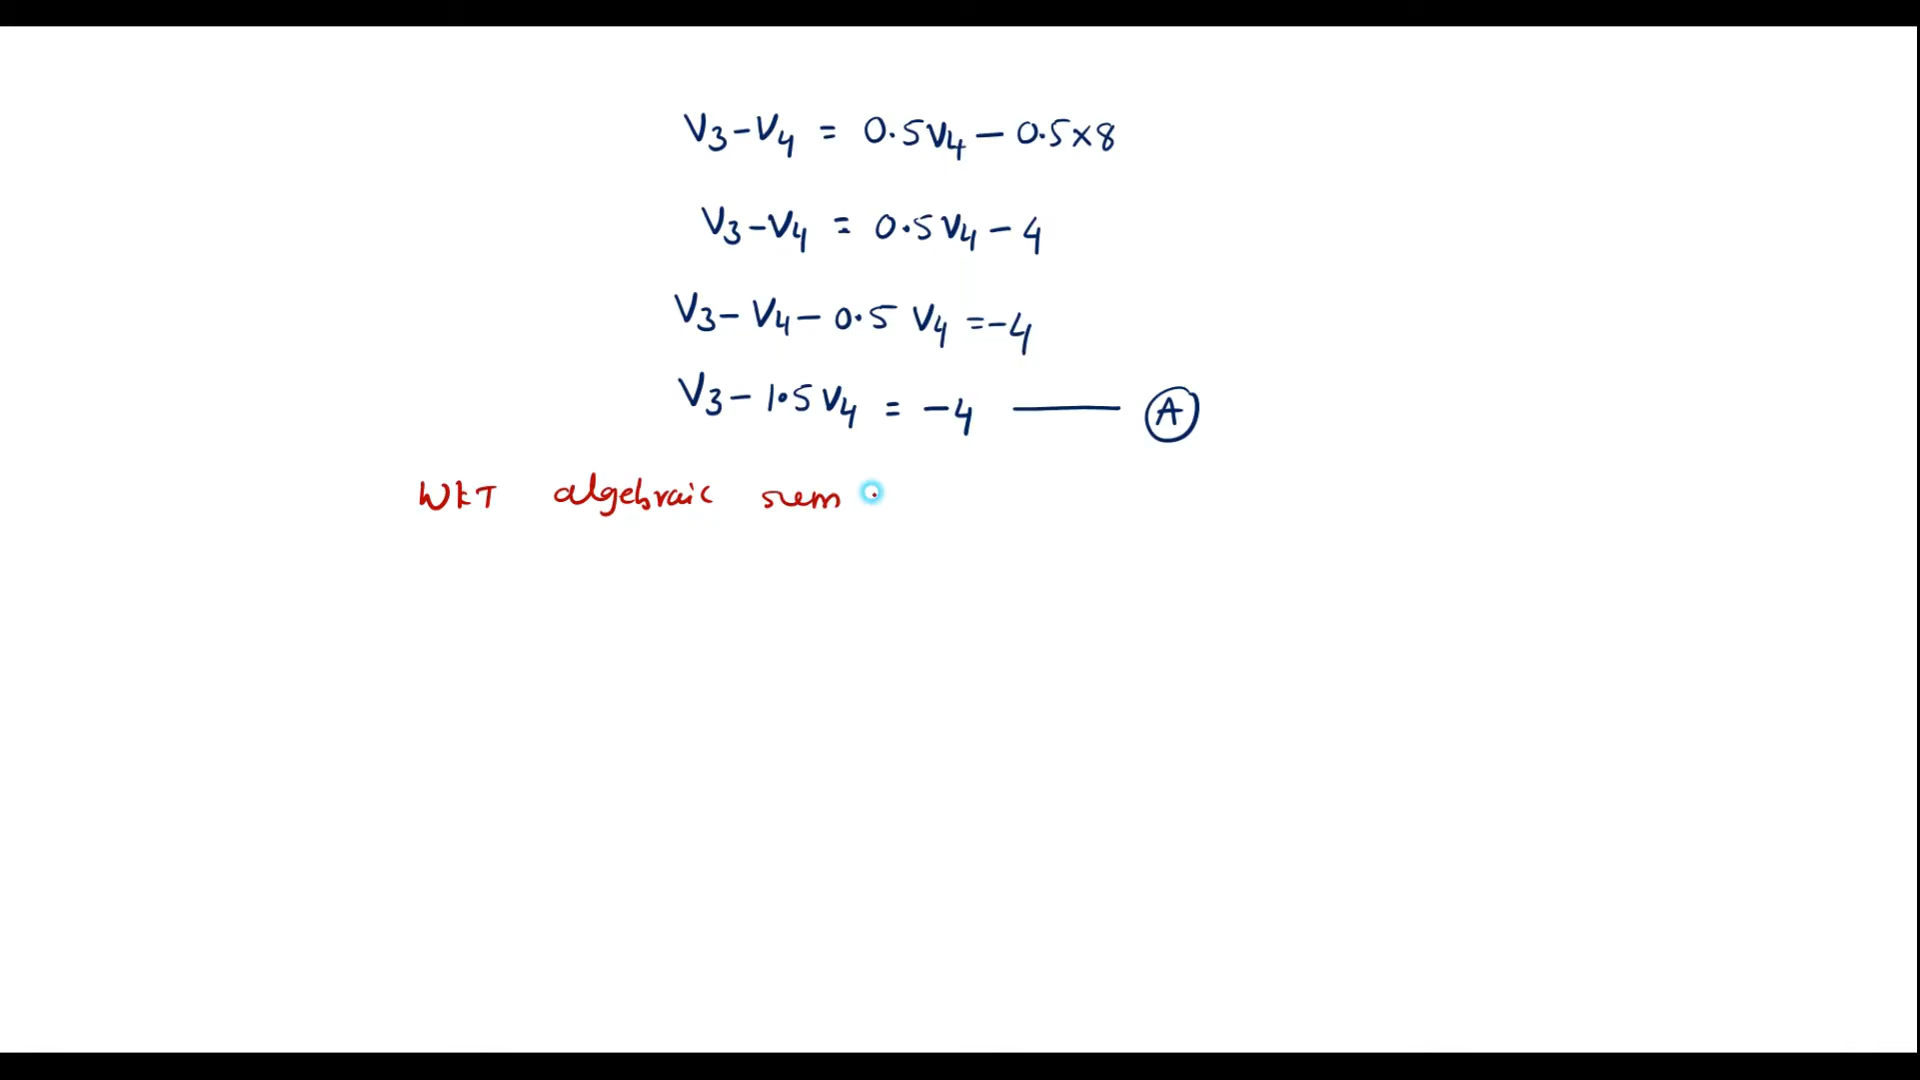 V3-V4 = 0.5V4 - 0.5×8
V3-V4 = 0.5V4 - 4
V3- V4 - 0.5 V4 = -4
V3 - 1.5V4 = -4 —— A
WKT algebraic sum